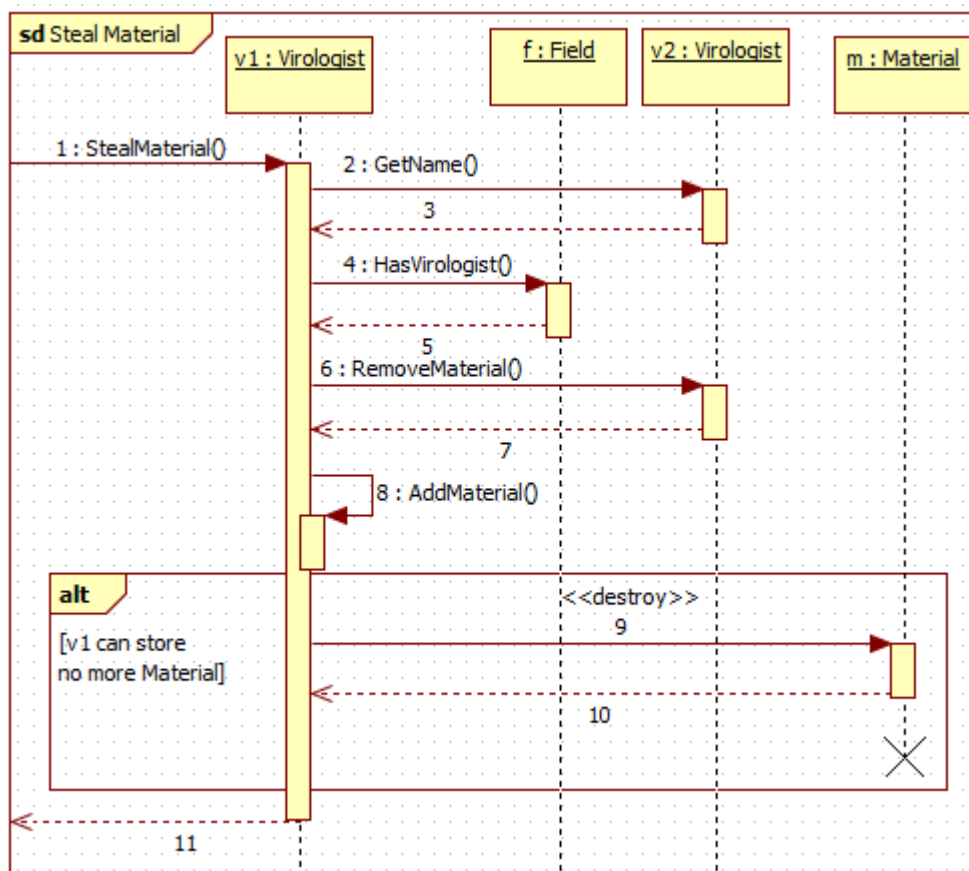 sd Steal Material
v1 : Virologist
f : Field
v2 : Virologist
m : Material
1 : StealMaterial()
2 : GetName()
3
4 : HasVirologist()
5
6 : RemoveMaterial()
7
8 : AddMaterial()
alt
<<destroy>>
[v1 can store
no more Material]
9
10
11